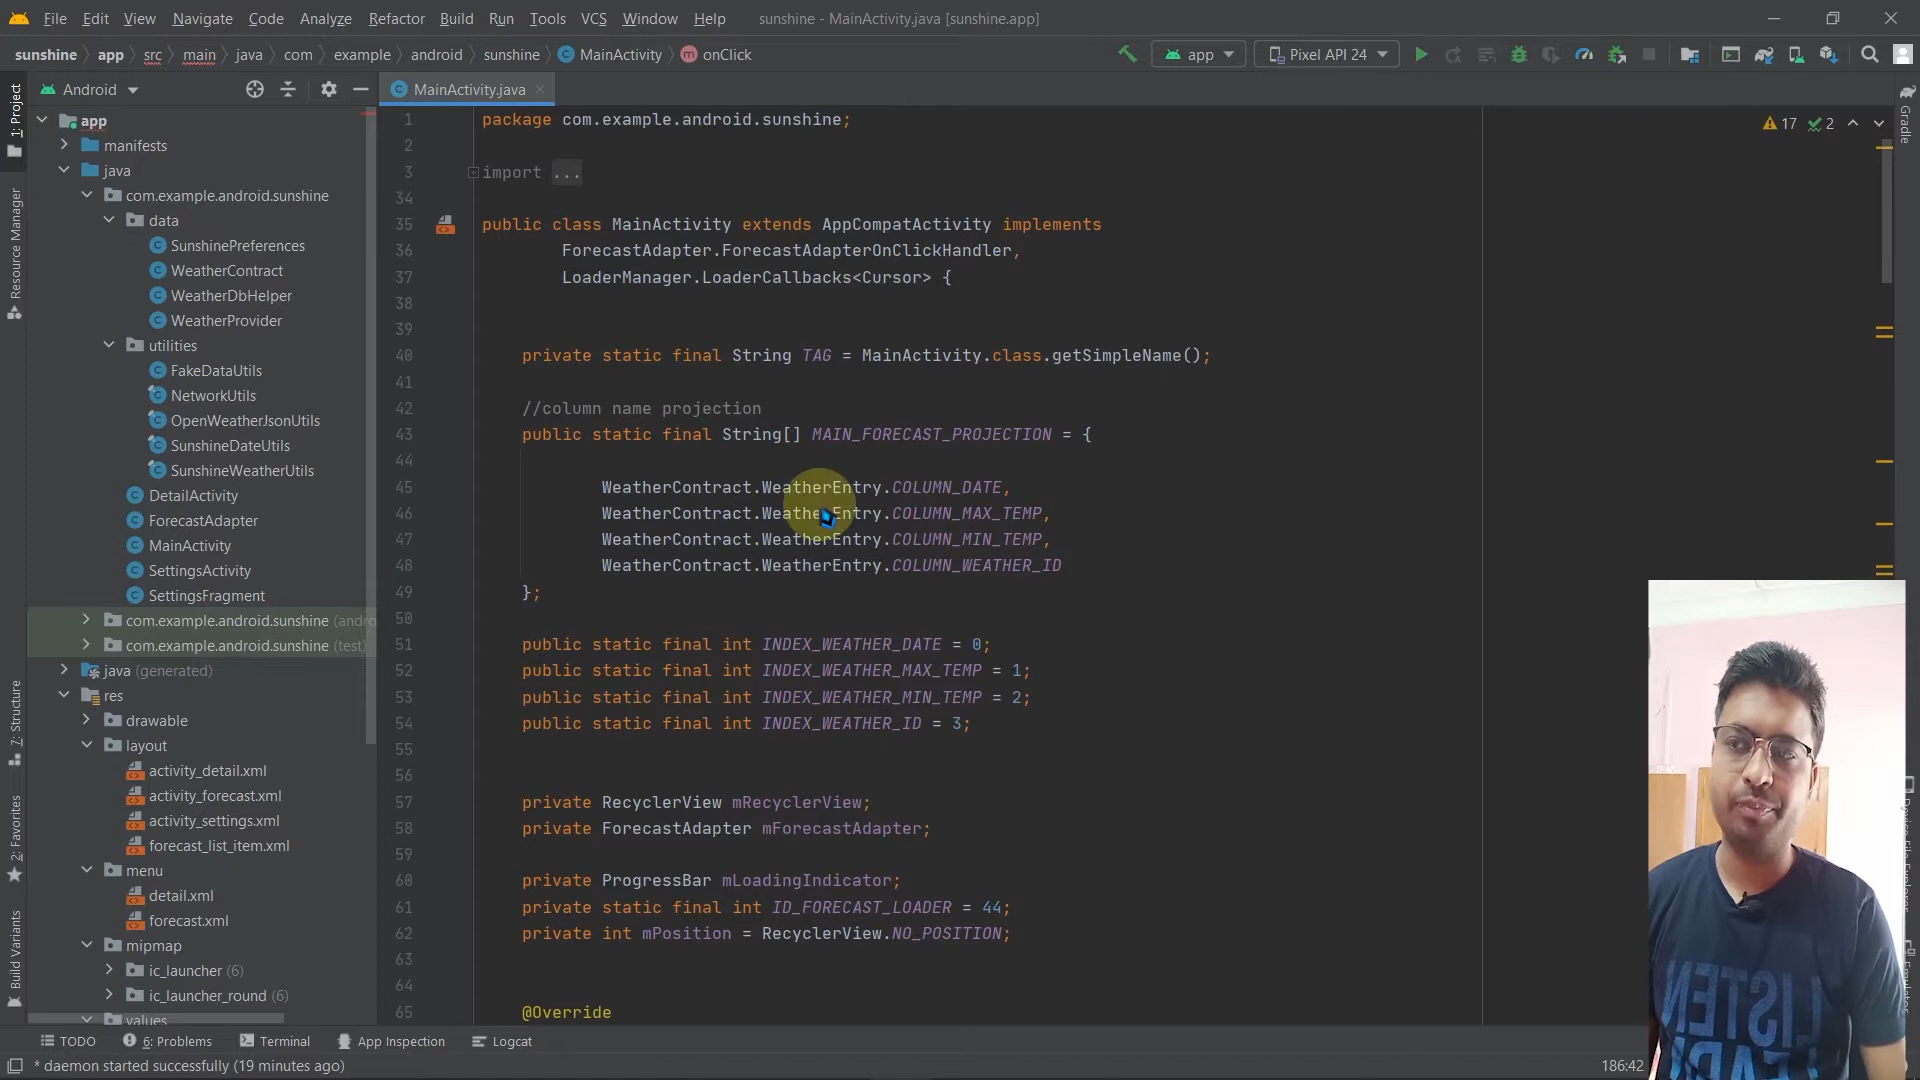 File Edit View Navigate Code Analyze Refactor Build Run Tools VCS Window Help sunshine - MainActivity.java [sunshine.app]
sunshine app src main java com example android sunshine MainActivity onClick app Pixel API 24
1: Project
Resource Manager
7: Structure
2: Favorites
Build Variants
Android
app
manifests
java
com.example.android.sunshine
data
SunshinePreferences
WeatherContract
WeatherDbHelper
WeatherProvider
utilities
FakeDataUtils
NetworkUtils
OpenWeatherJsonUtils
SunshineDateUtils
SunshineWeatherUtils
DetailActivity
ForecastAdapter
MainActivity
SettingsActivity
SettingsFragment
com.example.android.sunshine (andro
com.example.android.sunshine (test)
java (generated)
res
drawable
layout
activity_detail.xml
activity_forecast.xml
activity_settings.xml
forecast_list_item.xml
menu
detail.xml
forecast.xml
mipmap
ic_launcher (6)
ic_launcher_round (6)
values
MainActivity.java
17 2
1 package com.example.android.sunshine;
2
3 import ...
34
35 public class MainActivity extends AppCompatActivity implements
36 ForecastAdapter.ForecastAdapterOnClickHandler,
37 LoaderManager.LoaderCallbacks<Cursor> {
38
39
40 private static final String TAG = MainActivity.class.getSimpleName();
41
42 //column name projection
43 public static final String[] MAIN_FORECAST_PROJECTION = {
44
45 WeatherContract.WeatherEntry.COLUMN_DATE,
46 WeatherContract.WeatherEntry.COLUMN_MAX_TEMP,
47 WeatherContract.WeatherEntry.COLUMN_MIN_TEMP,
48 WeatherContract.WeatherEntry.COLUMN_WEATHER_ID
49 };
50
51 public static final int INDEX_WEATHER_DATE = 0;
52 public static final int INDEX_WEATHER_MAX_TEMP = 1;
53 public static final int INDEX_WEATHER_MIN_TEMP = 2;
54 public static final int INDEX_WEATHER_ID = 3;
55
56
57 private RecyclerView mRecyclerView;
58 private ForecastAdapter mForecastAdapter;
59
60 private ProgressBar mLoadingIndicator;
61 private static final int ID_FORECAST_LOADER = 44;
62 private int mPosition = RecyclerView.NO_POSITION;
63
64
65 @Override
Gradle
LISTEN
TODO 6: Problems Terminal App Inspection Logcat
* daemon started successfully (19 minutes ago) 186:42